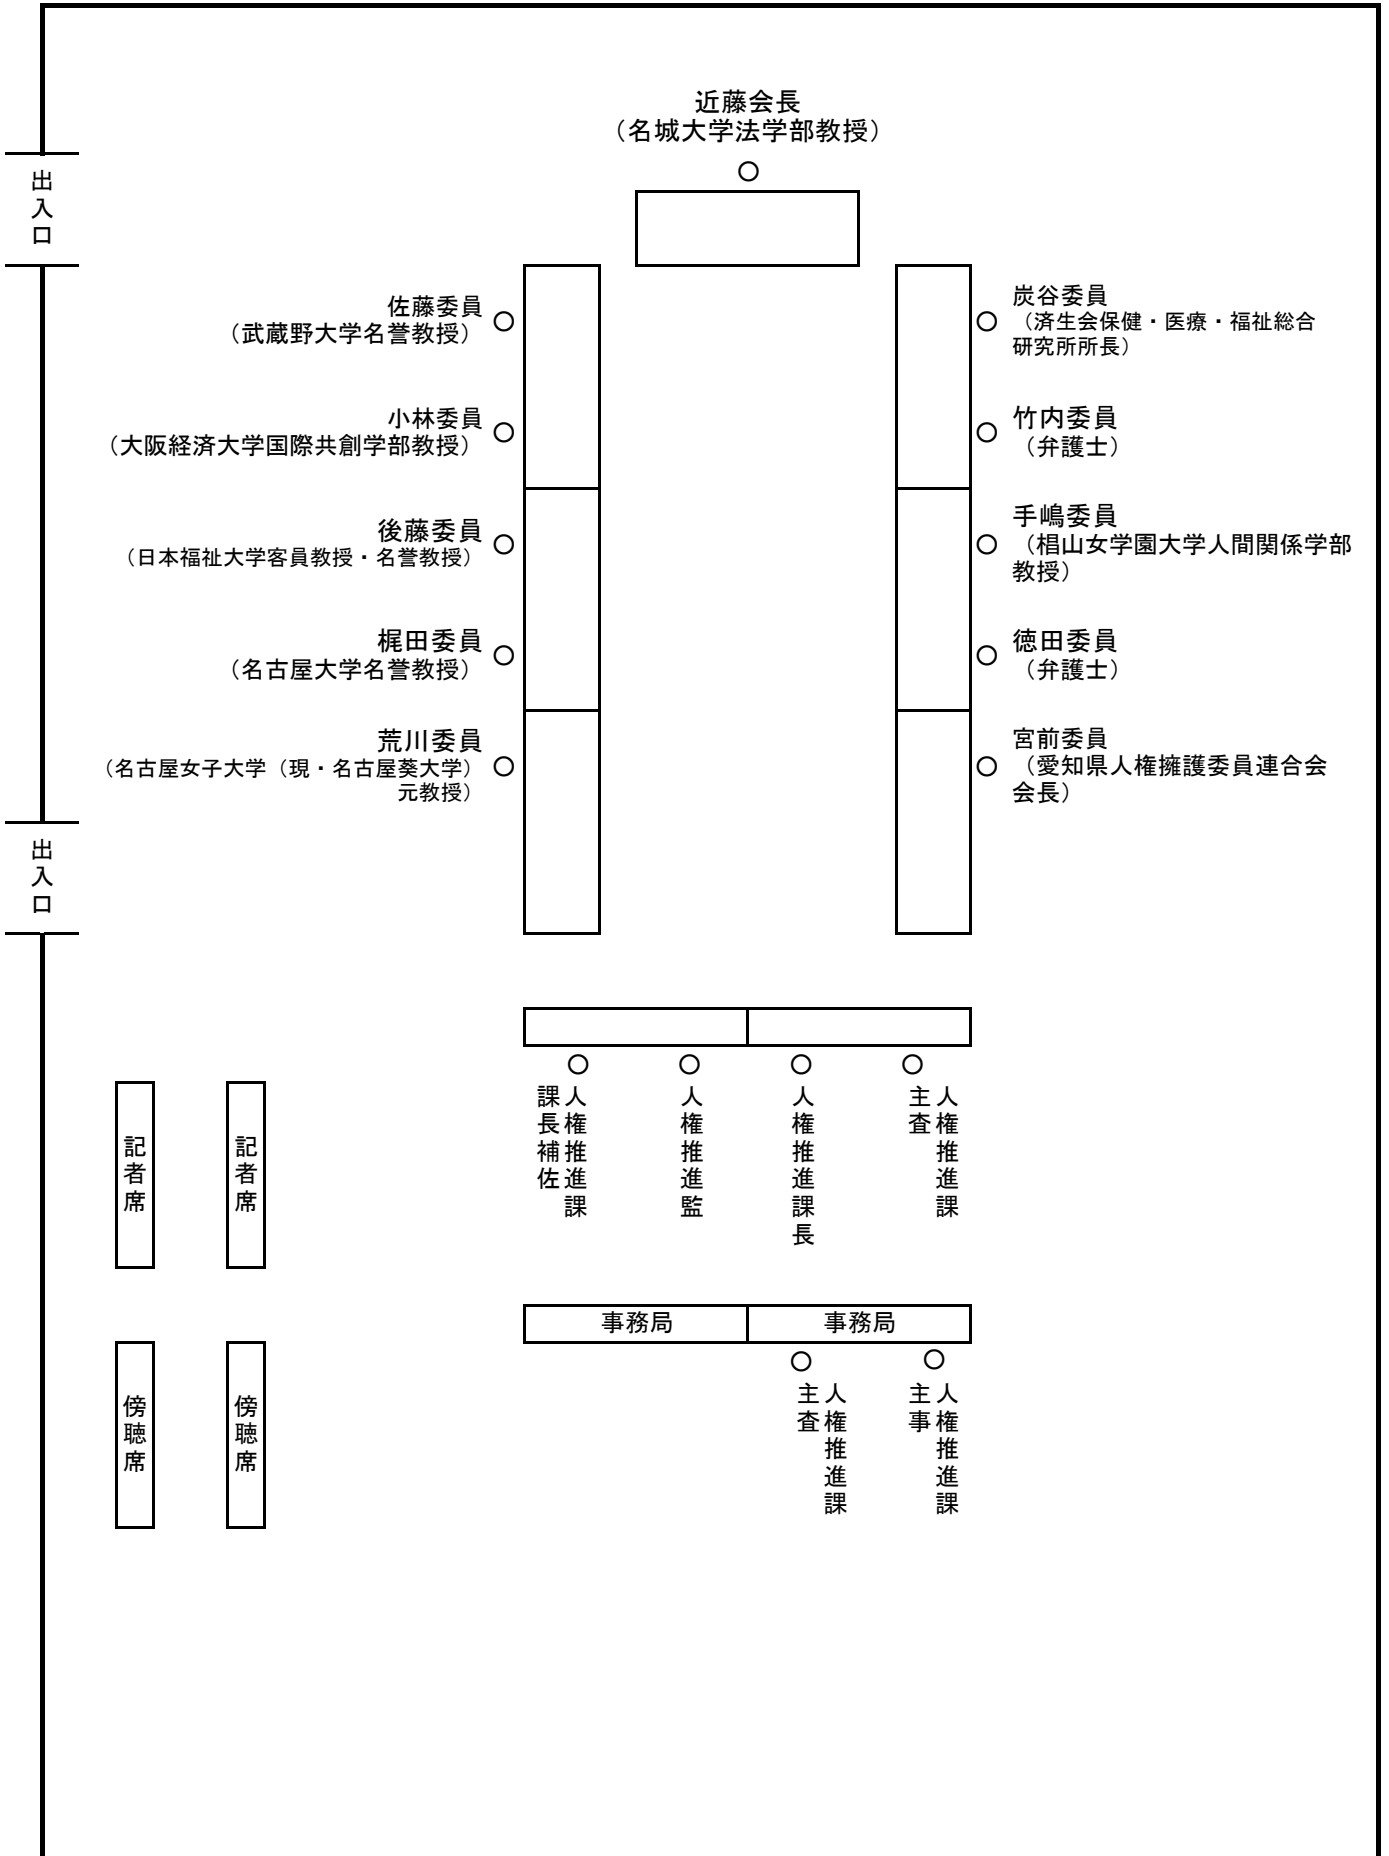 近藤会長
（名城大学法学部教授）
出入口
佐藤委員
（武蔵野大学名誉教授）
炭谷委員
（済生会保健・医療・福祉総合
研究所所長）
小林委員
（大阪経済大学国際共創学部教授）
竹内委員
（弁護士）
後藤委員
（日本福祉大学客員教授・名誉教授）
手嶋委員
（椙山女学園大学人間関係学部
教授）
梶田委員
（名古屋大学名誉教授）
徳田委員
（弁護士）
荒川委員
（名古屋女子大学（現・名古屋葵大学）
元教授）
宮前委員
（愛知県人権擁護委員連合会
会長）
出入口
人権推進課
課長補佐
人権推進監
人権推進課長
人権推進課
主査
記者席
記者席
事務局
事務局
人権推進課
主査
人権推進課
主事
傍聴席
傍聴席